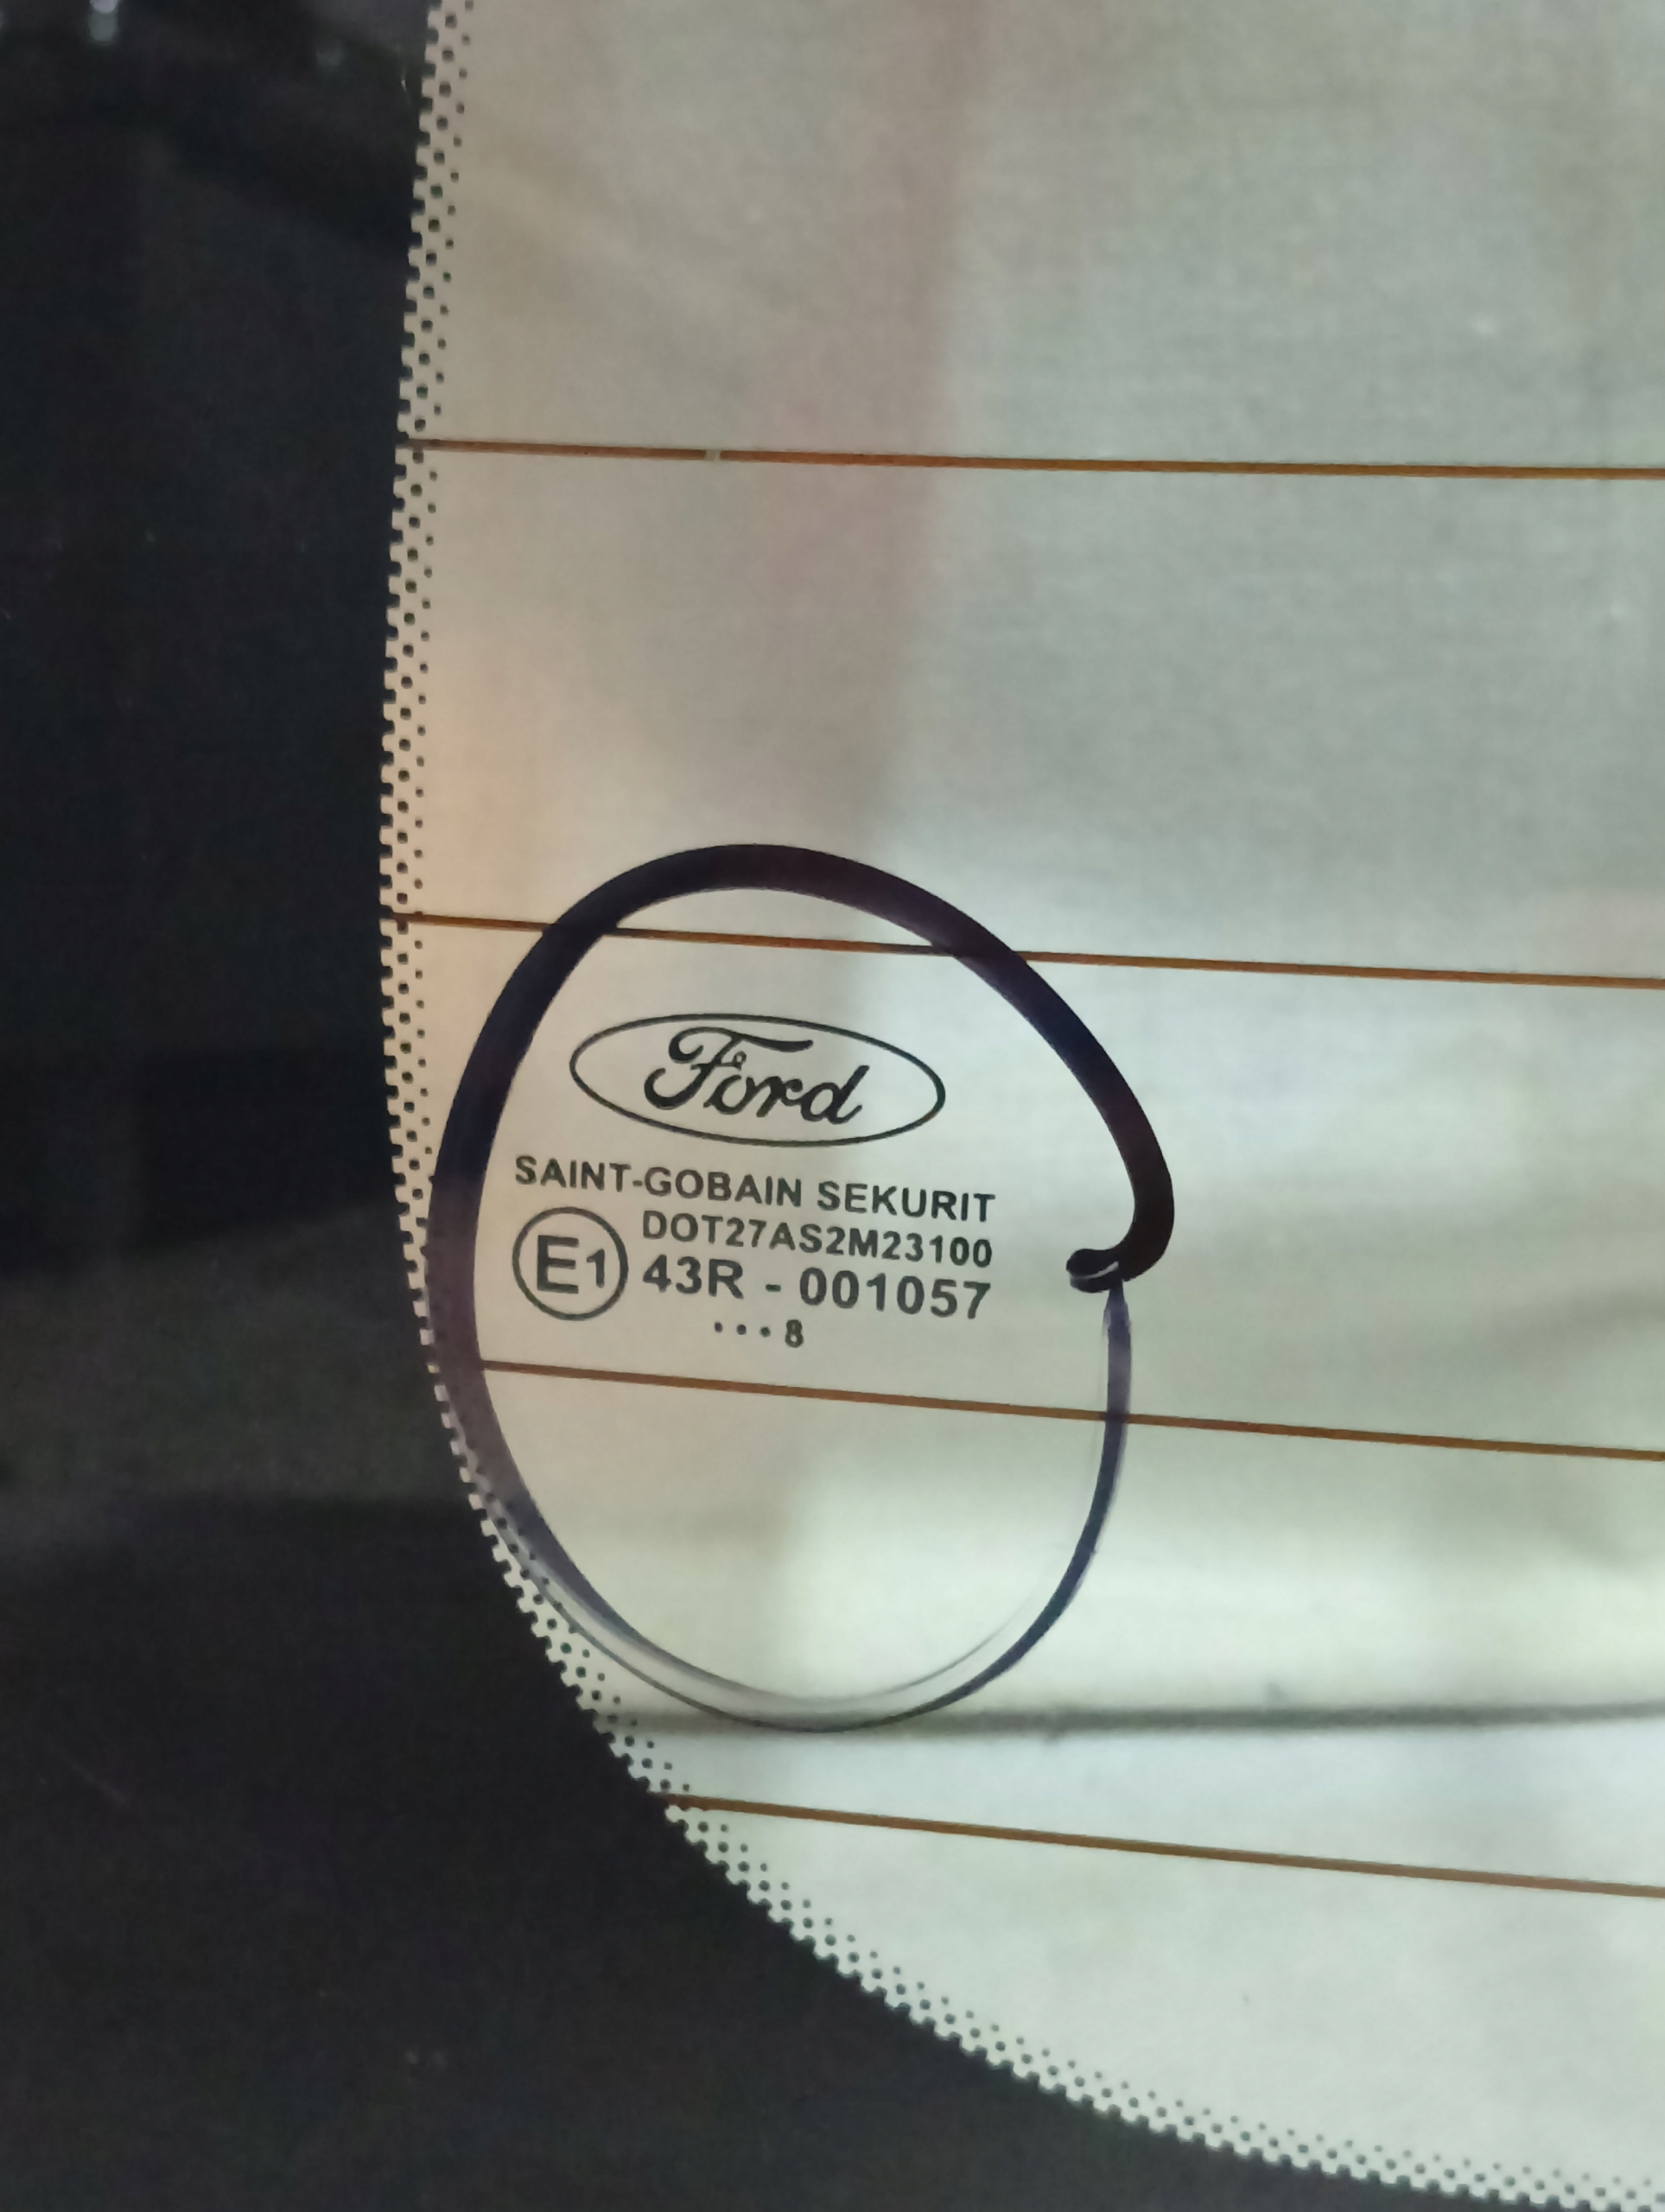 Ford
SAINT-GOBAIN SEKURIT
DOT27AS2M23100
E1 43R - 001057
...8